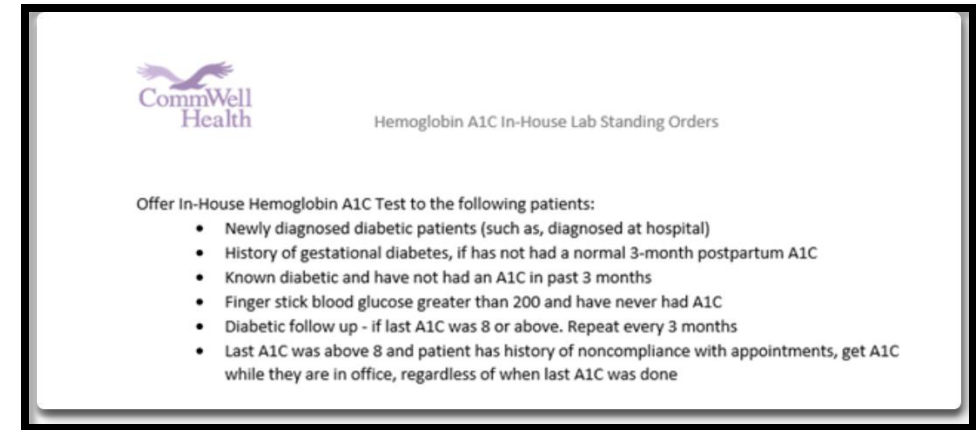 CommWell
Health
Hemoglobin A1C In-House Lab Standing Orders
Offer In-House Hemoglobin A1C Test to the following patients:
• Newly diagnosed diabetic patients (such as, diagnosed at hospital)
• History of gestational diabetes, if has not had a normal 3-month postpartum A1C
• Known diabetic and have not had an A1C in past 3 months
• Finger stick blood glucose greater than 200 and have never had A1C
• Diabetic follow up - if last A1C was 8 or above. Repeat every 3 months
• Last A1C was above 8 and patient has history of noncompliance with appointments, get A1C
while they are in office, regardless of when last A1C was done